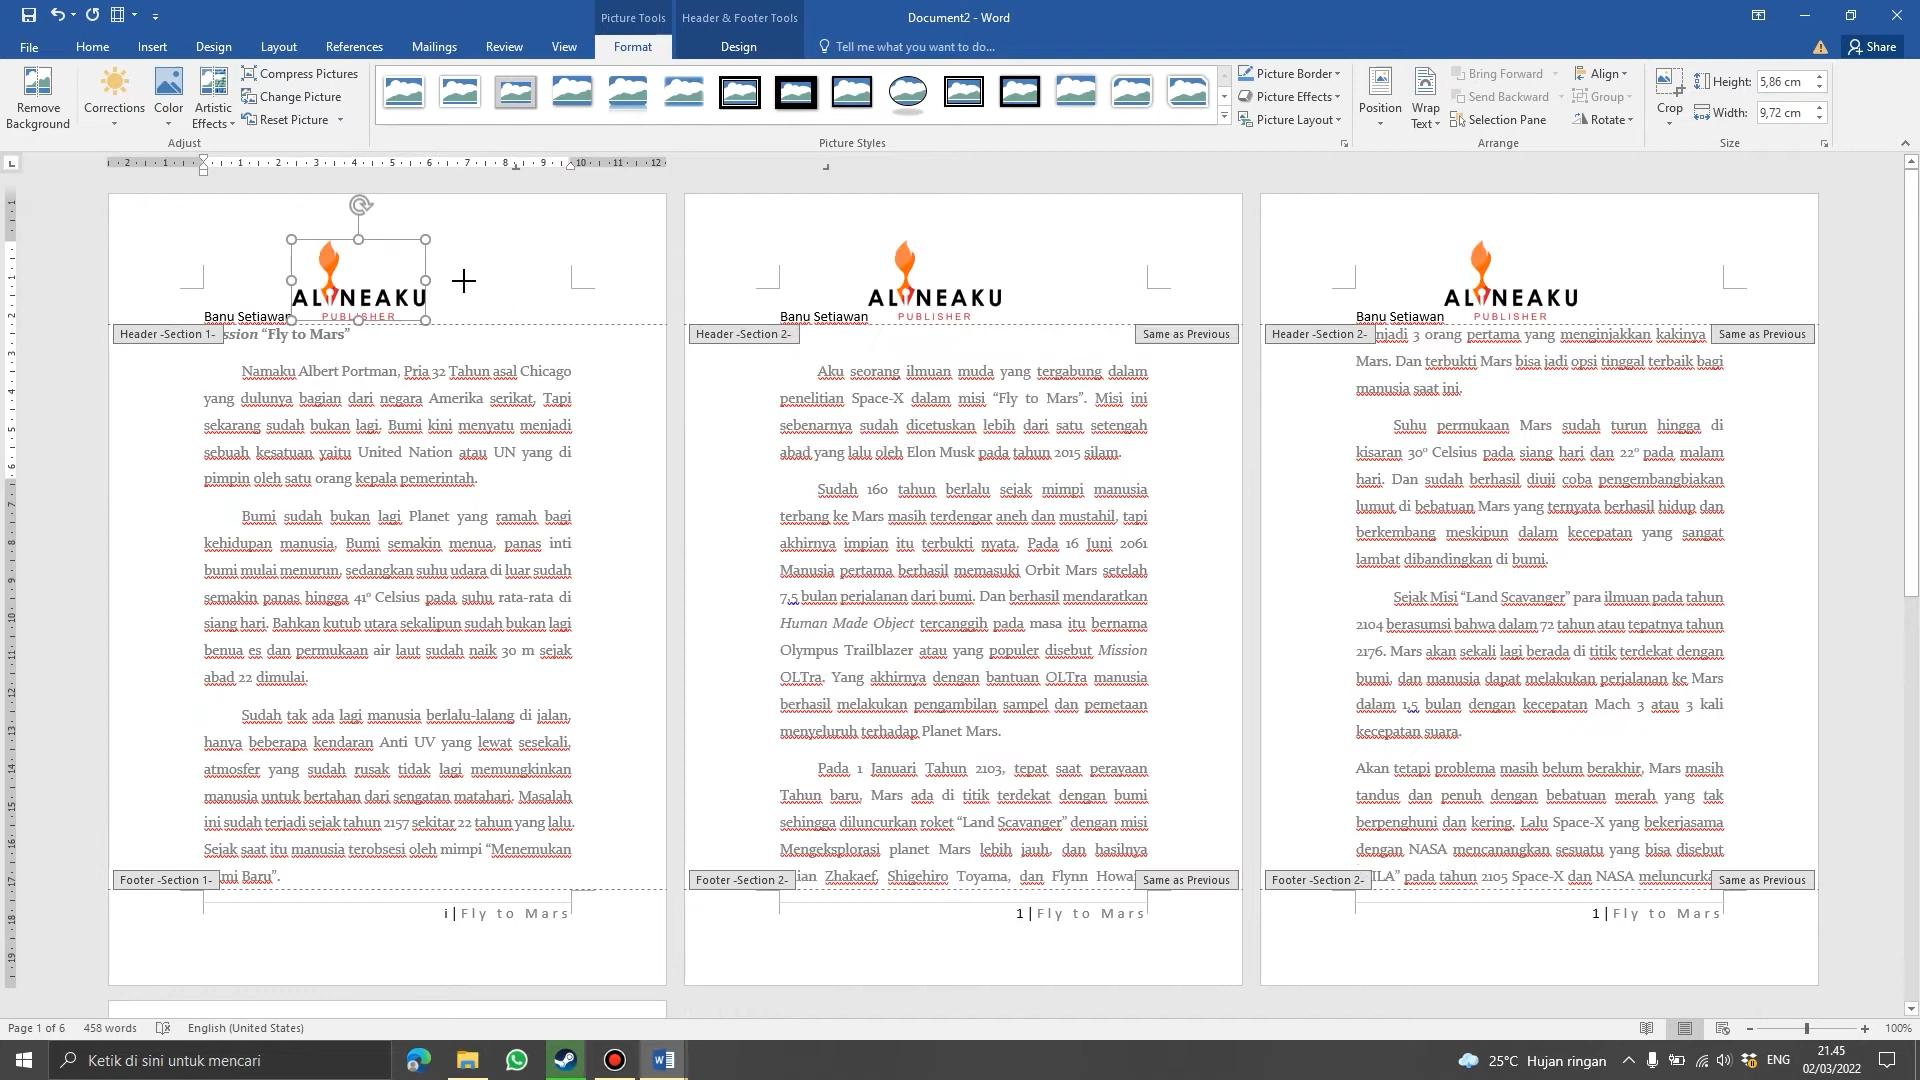 Picture Tools
Header & Footer Tools
Document2 - Word
File
Home
Insert
Design
Layout
References
Mailings
Review
View
Format
Design
Tell me what you want to do...
Share
Remove Background
Corrections
Color
Artistic Effects
Compress Pictures
Change Picture
Reset Picture
Adjust
Picture Styles
Picture Border
Picture Effects
Picture Layout
Position
Wrap Text
Bring Forward
Send Backward
Selection Pane
Align
Group
Rotate
Arrange
Crop
Height: 5,86 cm
Width: 9,72 cm
Size
ALINEAKU
PUBLISHER
Banu Setiawan
Header -Section 1-
ssion “Fly to Mars”
Namaku Albert Portman, Pria 32 Tahun asal Chicago
yang dulunya bagian dari negara Amerika serikat, Tapi
sekarang sudah bukan lagi. Bumi kini menyatu menjadi
sebuah kesatuan yaitu United Nation atau UN yang di
pimpin oleh satu orang kepala pemerintah.
Bumi sudah bukan lagi Planet yang ramah bagi
kehidupan manusia, Bumi semakin menua, panas inti
bumi mulai menurun, sedangkan suhu udara di luar sudah
semakin panas hingga 41º Celsius pada suhu rata-rata di
siang hari. Bahkan kutub utara sekalipun sudah bukan lagi
benua es dan permukaan air laut sudah naik 30 m sejak
abad 22 dimulai.
Sudah tak ada lagi manusia berlalu-lalang di jalan,
hanya beberapa kendaran Anti UV yang lewat sesekali,
atmosfer yang sudah rusak tidak lagi memungkinkan
manusia untuk bertahan dari sengatan matahari. Masalah
ini sudah terjadi sejak tahun 2157 sekitar 22 tahun yang lalu.
Sejak saat itu manusia terobsesi oleh mimpi “Menemukan
mi Baru”.
Footer -Section 1-
i | Fly to Mars
ALINEAKU
PUBLISHER
Banu Setiawan
Header -Section 2-
Same as Previous
Aku seorang ilmuan muda yang tergabung dalam
penelitian Space-X dalam misi “Fly to Mars”. Misi ini
sebenarnya sudah dicetuskan lebih dari satu setengah
abad yang lalu oleh Elon Musk pada tahun 2015 silam.
Sudah 160 tahun berlalu sejak mimpi manusia
terbang ke Mars masih terdengar aneh dan mustahil, tapi
akhirnya impian itu terbukti nyata. Pada 16 Juni 2061
Manusia pertama berhasil memasuki Orbit Mars setelah
7,5 bulan perjalanan dari bumi. Dan berhasil mendaratkan
Human Made Object tercanggih pada masa itu bernama
Olympus Trailblazer atau yang populer disebut Mission
OLTra. Yang akhirnya dengan bantuan OLTra manusia
berhasil melakukan pengambilan sampel dan pemetaan
menyeluruh terhadap Planet Mars.
Pada 1 Januari Tahun 2103, tepat saat perayaan
Tahun baru, Mars ada di titik terdekat dengan bumi
sehingga diluncurkan roket “Land Scavanger” dengan misi
Mengeksplorasi planet Mars lebih jauh, dan hasilnya
ian Zhakaef, Shigehiro Toyama, dan Flynn Howa
Footer -Section 2-
Same as Previous
1 | Fly to Mars
ALINEAKU
PUBLISHER
Banu Setiawan
Header -Section 2-
Same as Previous
njadi 3 orang pertama yang menginjakkan kakinya
Mars. Dan terbukti Mars bisa jadi opsi tinggal terbaik bagi
manusia saat ini.
Suhu permukaan Mars sudah turun hingga di
kisaran 30º Celsius pada siang hari dan 22º pada malam
hari. Dan sudah berhasil diuji coba pengembangbiakan
lumut di bebatuan Mars yang ternyata berhasil hidup dan
berkembang meskipun dalam kecepatan yang sangat
lambat dibandingkan di bumi.
Sejak Misi “Land Scavanger” para ilmuan pada tahun
2104 berasumsi bahwa dalam 72 tahun atau tepatnya tahun
2176. Mars akan sekali lagi berada di titik terdekat dengan
bumi, dan manusia dapat melakukan perjalanan ke Mars
dalam 1,5 bulan dengan kecepatan Mach 3 atau 3 kali
kecepatan suara.
Akan tetapi problema masih belum berakhir, Mars masih
tandus dan penuh dengan bebatuan merah yang tak
berpenghuni dan kering. Lalu Space-X yang bekerjasama
dengan NASA mencanangkan sesuatu yang bisa disebut
ILA” pada tahun 2105 Space-X dan NASA meluncurka
Footer -Section 2-
Same as Previous
1 | Fly to Mars
Page 1 of 6
458 words
English (United States)
100%
Ketik di sini untuk mencari
25°C Hujan ringan
ENG
21.45
02/03/2022